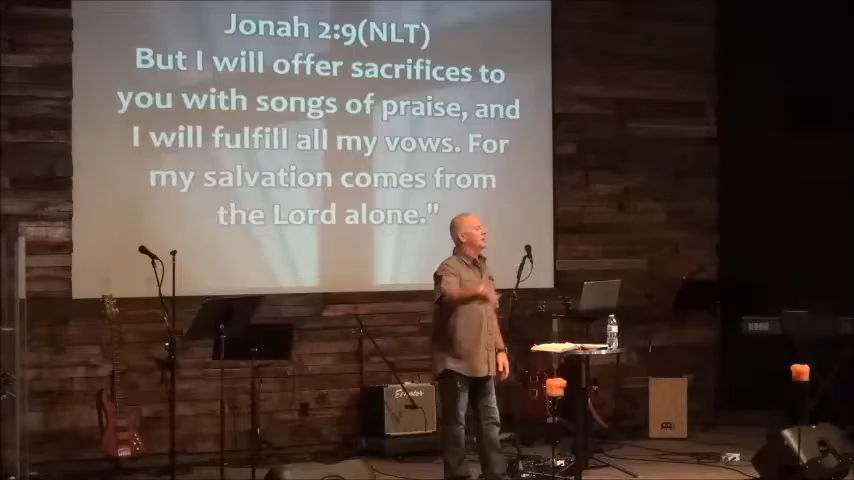 Jonah 2:9(NLT)
But I will offer sacrifices to
you with songs of praise, and
I will fulfill all my vows. For
my salvation comes from
the Lord alone."